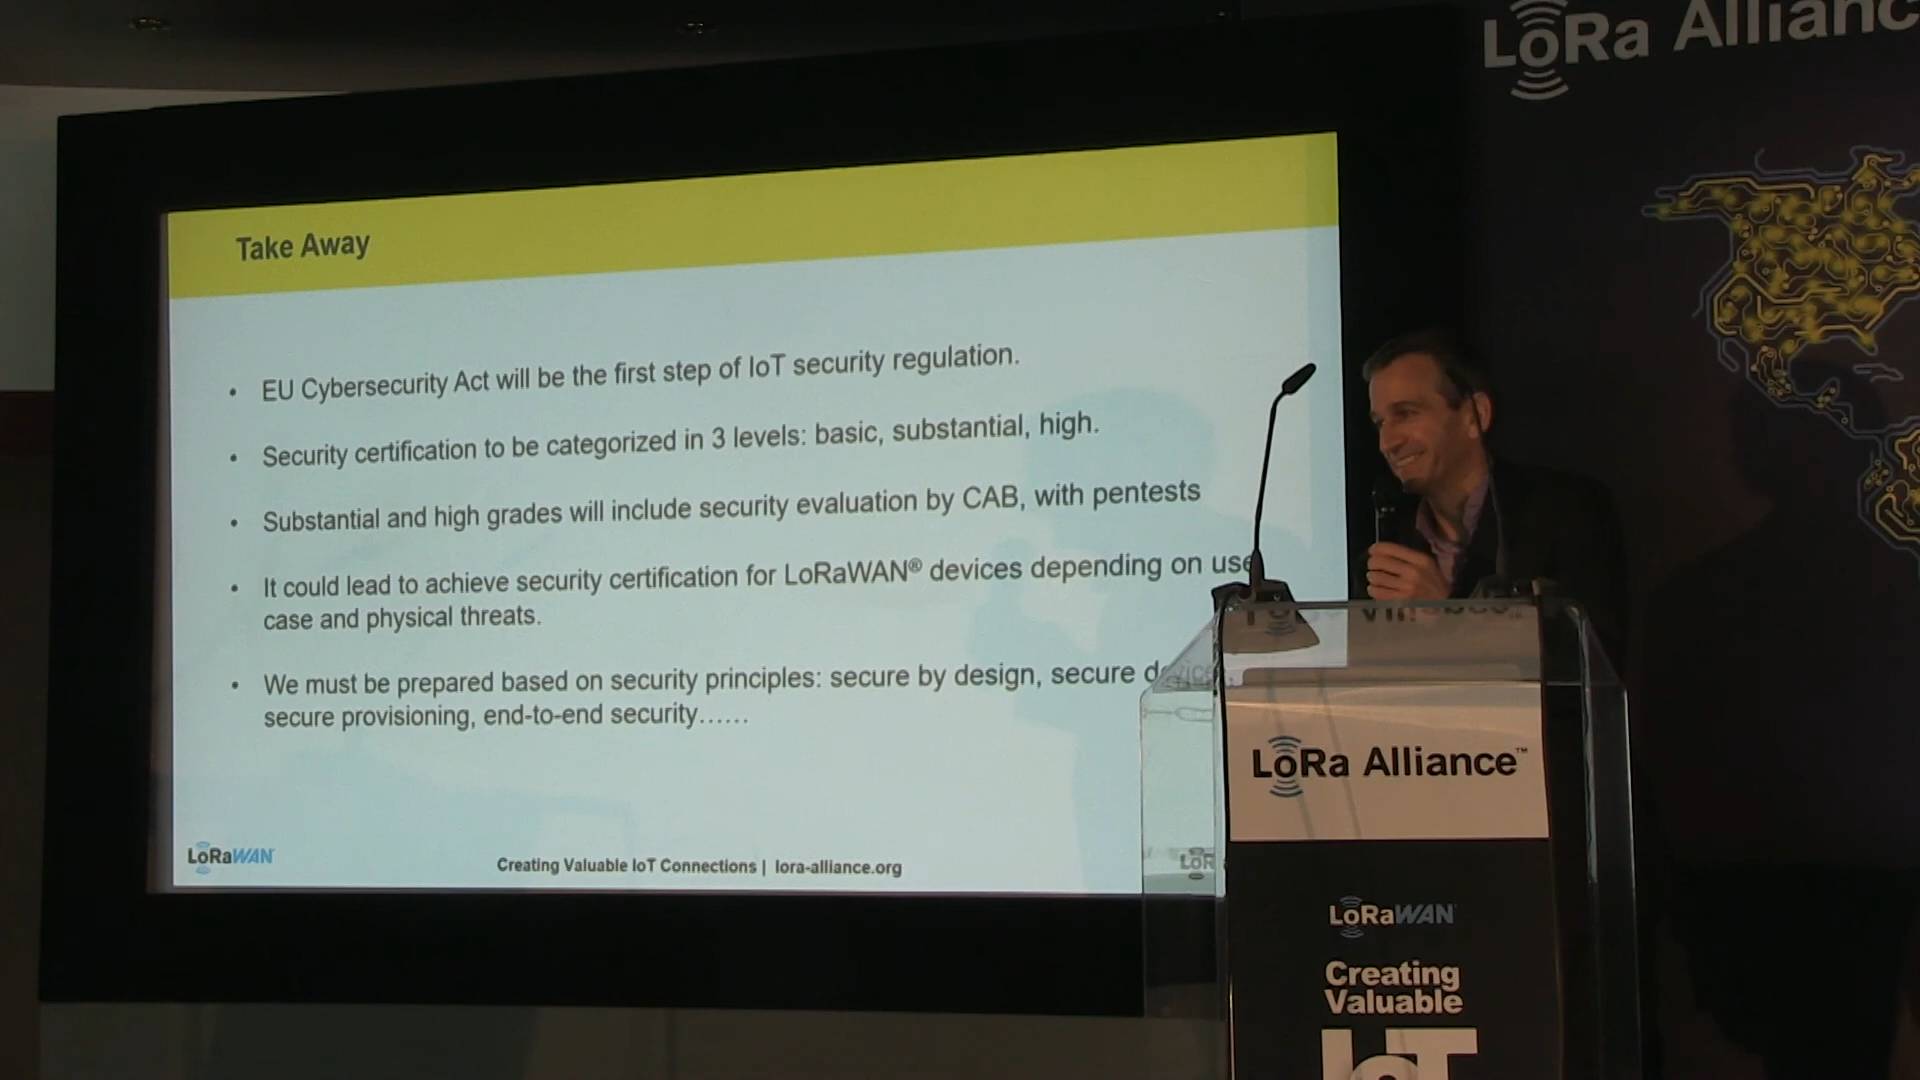 LoRa Alliance
Take Away
• EU Cybersecurity Act will be the first step of IoT security regulation.
• Security certification to be categorized in 3 levels: basic, substantial, high.
• Substantial and high grades will include security evaluation by CAB, with pentests
• It could lead to achieve security certification for LoRaWAN® devices depending on use
case and physical threats.
• We must be prepared based on security principles: secure by design, secure device,
secure provisioning, end-to-end security……
LoRaWAN
Creating Valuable IoT Connections | lora-alliance.org
LoRa Alliance™
LoRaWAN
Creating
Valuable
IoT